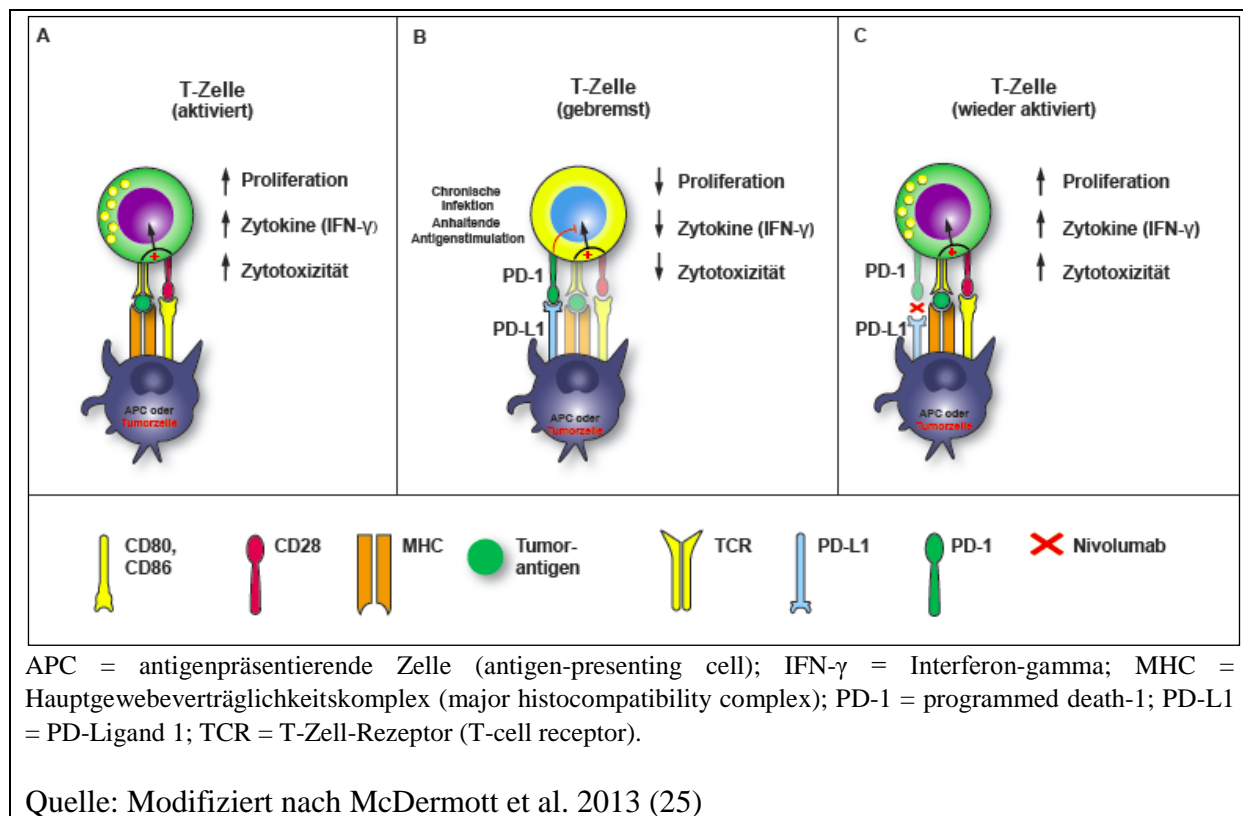 A
T-Zelle
(aktiviert)
Proliferation
Zytokine (IFN-γ)
Zytotoxizität
APC oder
Tumorzelle
B
T-Zelle
(gebremst)
Chronische
Infektion
Anhaltende
Antigenstimulation
Proliferation
Zytokine (IFN-γ)
Zytotoxizität
PD-1
PD-L1
APC oder
Tumorzelle
C
T-Zelle
(wieder aktiviert)
Proliferation
Zytokine (IFN-γ)
Zytotoxizität
PD-1
PD-L1
APC oder
Tumorzelle
CD80,
CD86
CD28
MHC
Tumor-
antigen
TCR
PD-L1
PD-1
Nivolumab
APC = antigenpräsentierende Zelle (antigen-presenting cell); IFN-γ = Interferon-gamma; MHC =
Hauptgewebeverträglichkeitskomplex (major histocompatibility complex); PD-1 = programmed death-1; PD-L1
= PD-Ligand 1; TCR = T-Zell-Rezeptor (T-cell receptor).
Quelle: Modifiziert nach McDermott et al. 2013 (25)